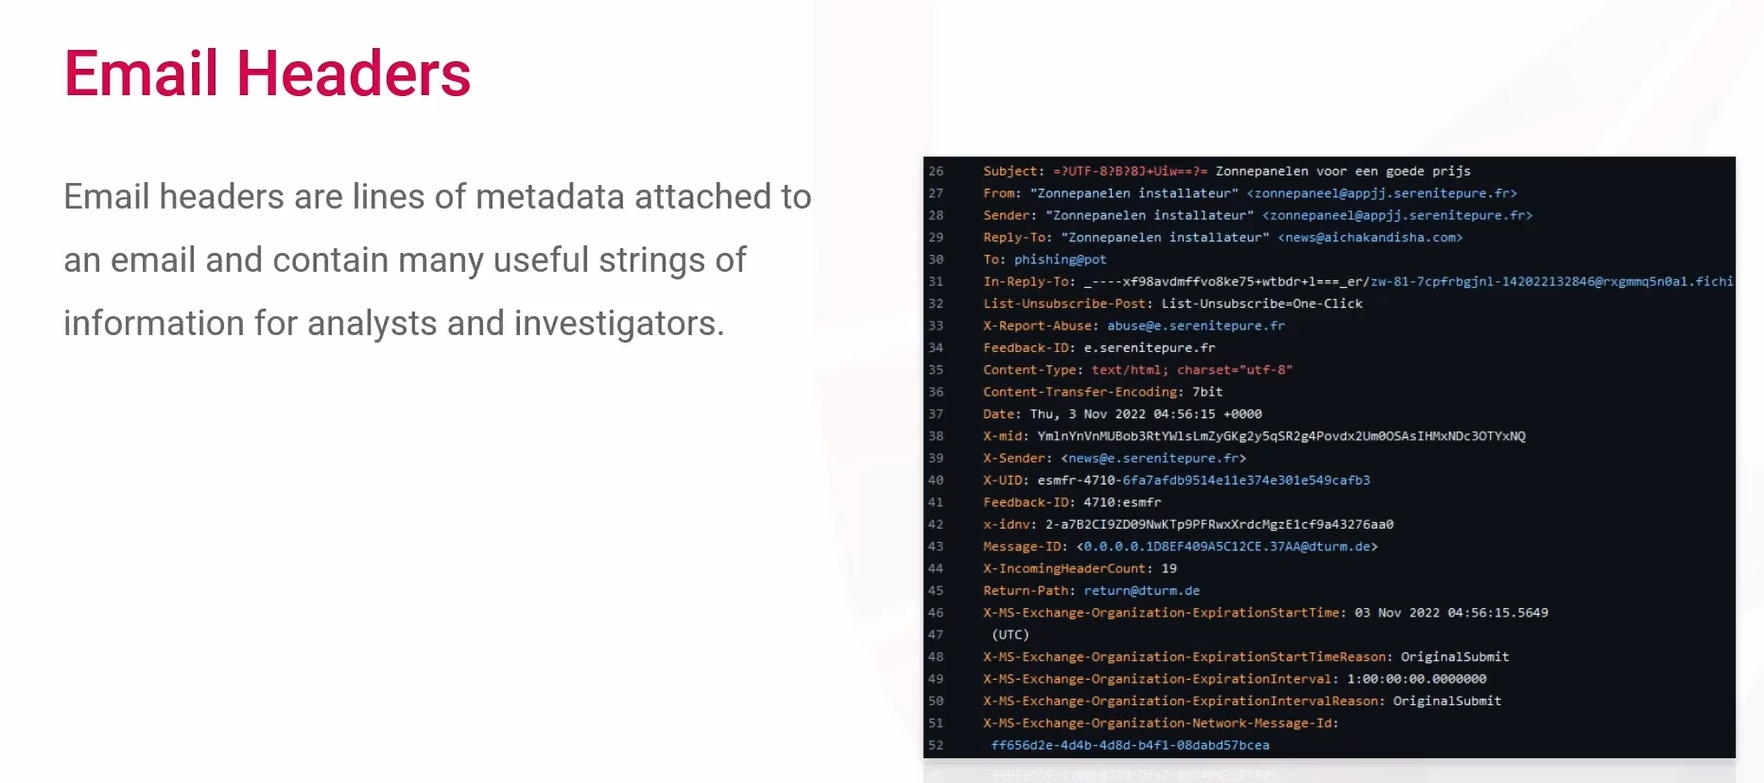 Email Headers
Email headers are lines of metadata attached to
an email and contain many useful strings of
information for analysts and investigators.
26 Subject: =?UTF-8?B?8J+Uiw==?= Zonnepanelen voor een goede prijs
27 From: "Zonnepanelen installateur" <zonnepaneel@appjj.serenitepure.fr>
28 Sender: "Zonnepanelen installateur" <zonnepaneel@appjj.serenitepure.fr>
29 Reply-To: "Zonnepanelen installateur" <news@aichakandisha.com>
30 To: phishing@pot
31 In-Reply-To: _----xf98avdmffvo8ke75+wtbdr+l===_er/zw-81-7cpfrbgjnl-142022132846@rxgmmq5n0a1.fichi
32 List-Unsubscribe-Post: List-Unsubscribe=One-Click
33 X-Report-Abuse: abuse@e.serenitepure.fr
34 Feedback-ID: e.serenitepure.fr
35 Content-Type: text/html; charset="utf-8"
36 Content-Transfer-Encoding: 7bit
37 Date: Thu, 3 Nov 2022 04:56:15 +0000
38 X-mid: YmlnYnVnMUBob3RtYWlsLmZyGKg2y5qSR2g4Povdx2Um0OSAsIHMxNDc3OTYxNQ
39 X-Sender: <news@e.serenitepure.fr>
40 X-UID: esmfr-4710-6fa7afdb9514e11e374e301e549cafb3
41 Feedback-ID: 4710:esmfr
42 x-idnv: 2-a7B2CI9ZD09NwKTp9PFRwxXrdcMgzE1cf9a43276aa0
43 Message-ID: <0.0.0.0.1D8EF409A5C12CE.37AA@dturm.de>
44 X-IncomingHeaderCount: 19
45 Return-Path: return@dturm.de
46 X-MS-Exchange-Organization-ExpirationStartTime: 03 Nov 2022 04:56:15.5649
47 (UTC)
48 X-MS-Exchange-Organization-ExpirationStartTimeReason: OriginalSubmit
49 X-MS-Exchange-Organization-ExpirationInterval: 1:00:00:00.0000000
50 X-MS-Exchange-Organization-ExpirationIntervalReason: OriginalSubmit
51 X-MS-Exchange-Organization-Network-Message-Id:
52 ff656d2e-4d4b-4d8d-b4f1-08dabd57bcea